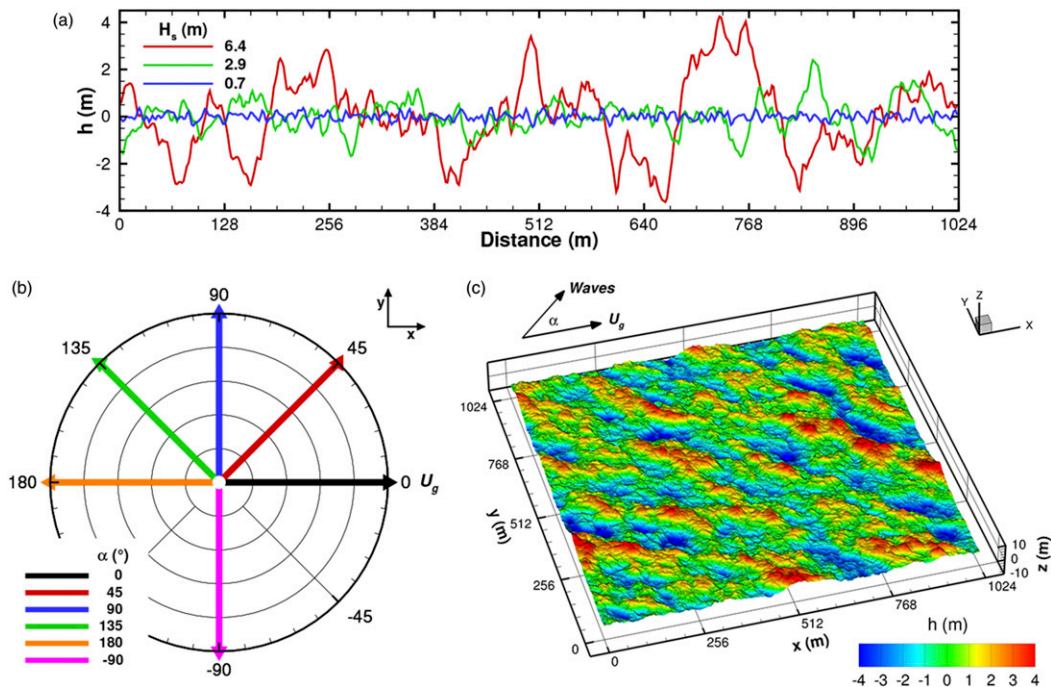 (a)
H_s (m)
6.4
2.9
0.7
h (m)
4
2
0
-2
-4
0 128 256 384 512 640 768 896 1024
Distance (m)
(b)
90
135
45
180
0 U_g
-45
-90
y
x
α (°)
0
45
90
135
180
-90
(c)
Waves
α
U_g
Z
Y
X
1024
768
512
256
0
y (m)
0
256
512
768
1024
x (m)
10
0
-10
z (m)
h (m)
-4 -3 -2 -1 0 1 2 3 4